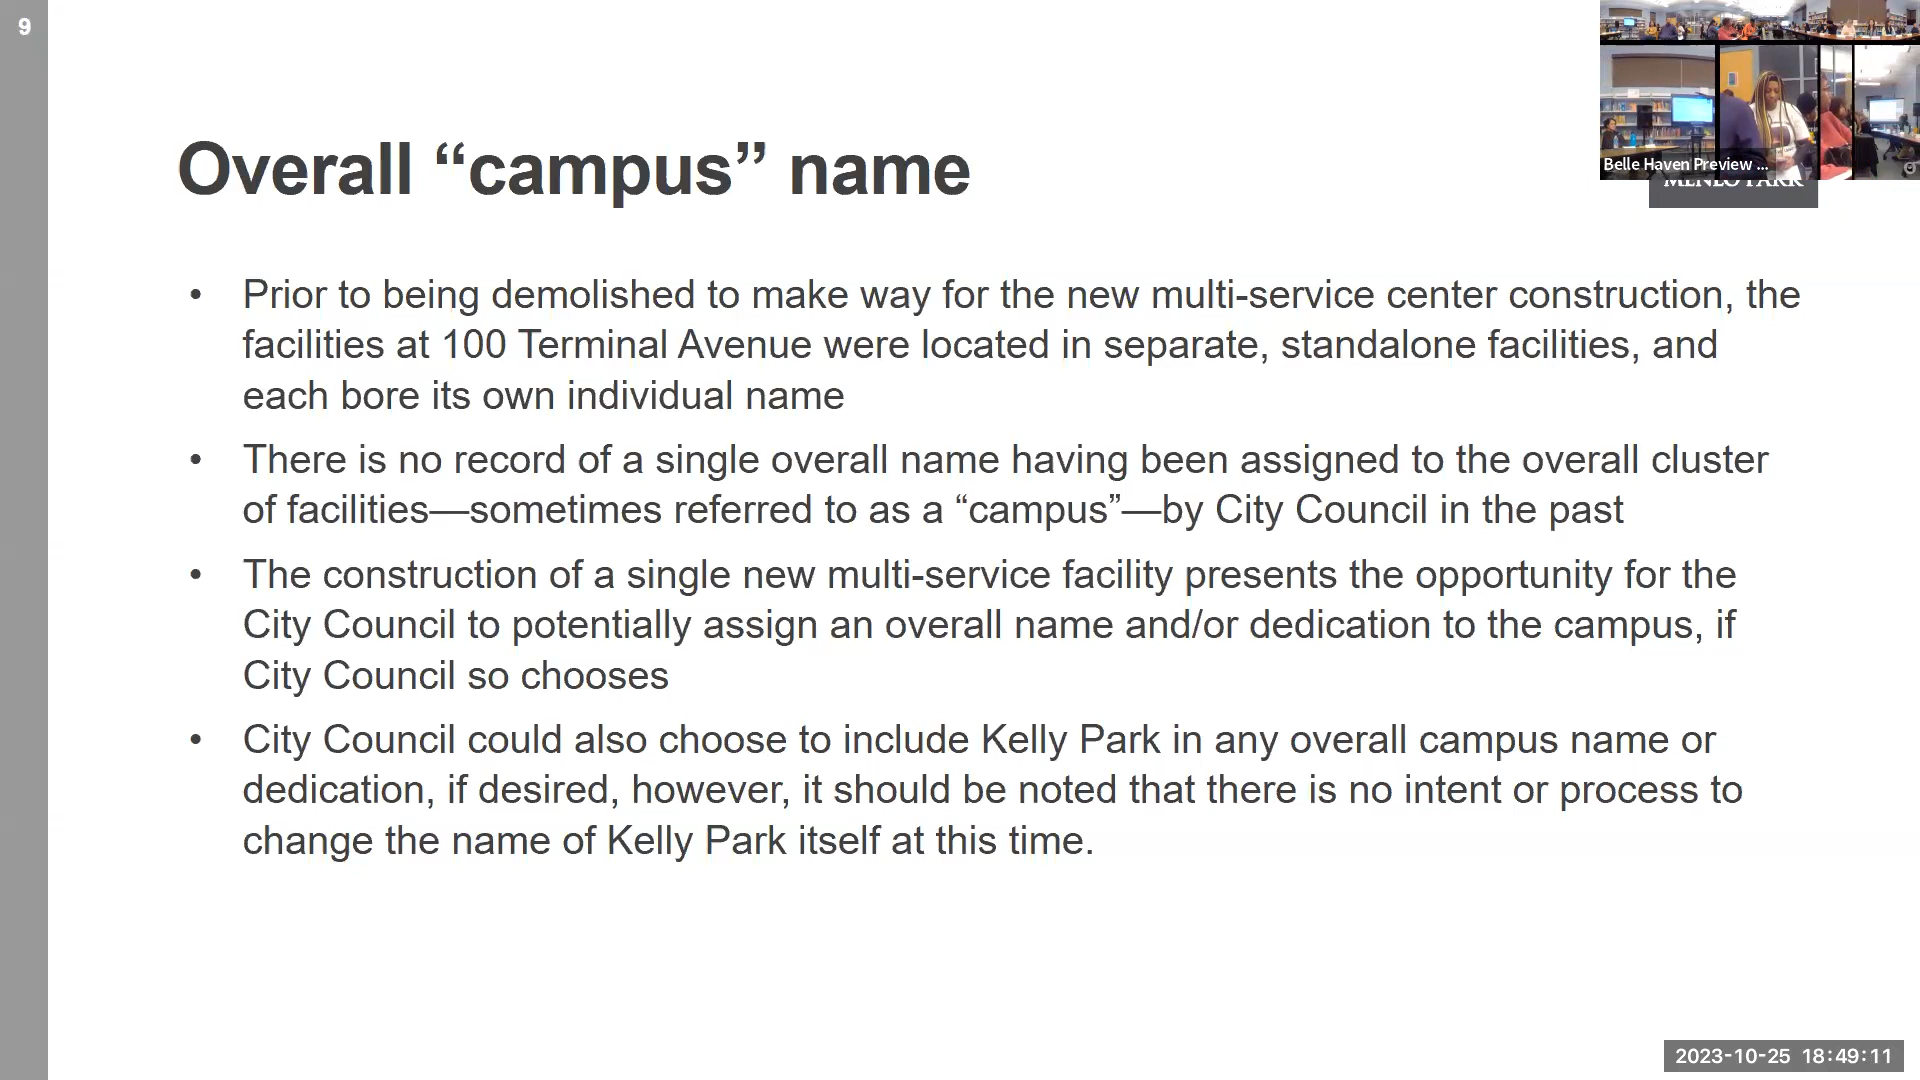 9
Belle Haven Preview ...
MENLO PARK
Overall “campus” name
• Prior to being demolished to make way for the new multi-service center construction, the
facilities at 100 Terminal Avenue were located in separate, standalone facilities, and
each bore its own individual name
• There is no record of a single overall name having been assigned to the overall cluster
of facilities—sometimes referred to as a “campus”—by City Council in the past
• The construction of a single new multi-service facility presents the opportunity for the
City Council to potentially assign an overall name and/or dedication to the campus, if
City Council so chooses
• City Council could also choose to include Kelly Park in any overall campus name or
dedication, if desired, however, it should be noted that there is no intent or process to
change the name of Kelly Park itself at this time.
2023-10-25 18:49:11